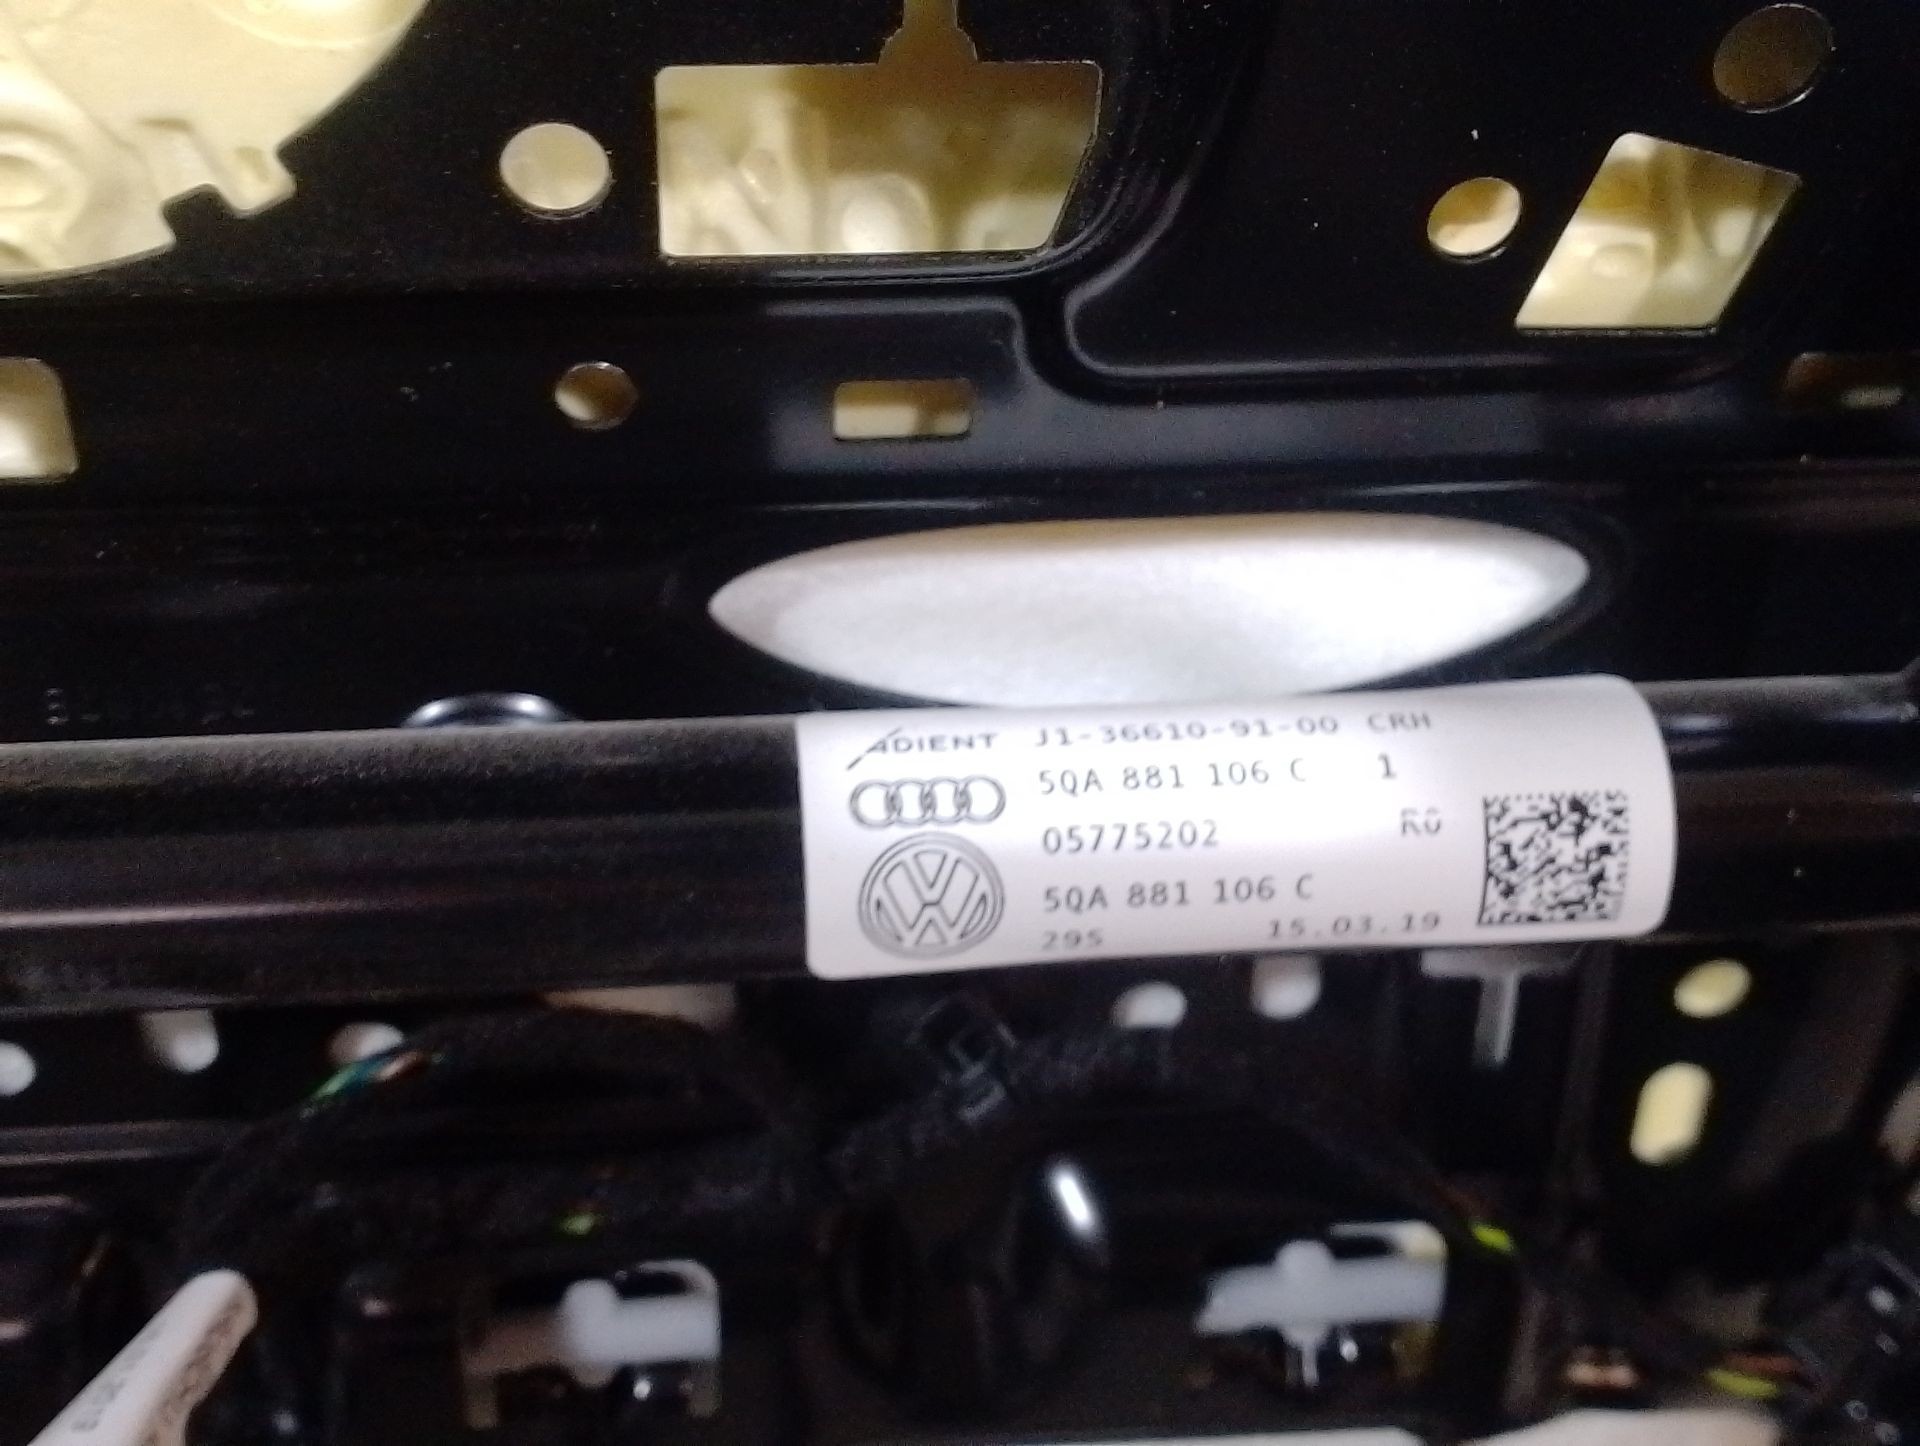 ADIENT J1-36610-91-00 CRH
5QA 881 106 C 1
05775202 R0
5QA 881 106 C
295 15.03.19